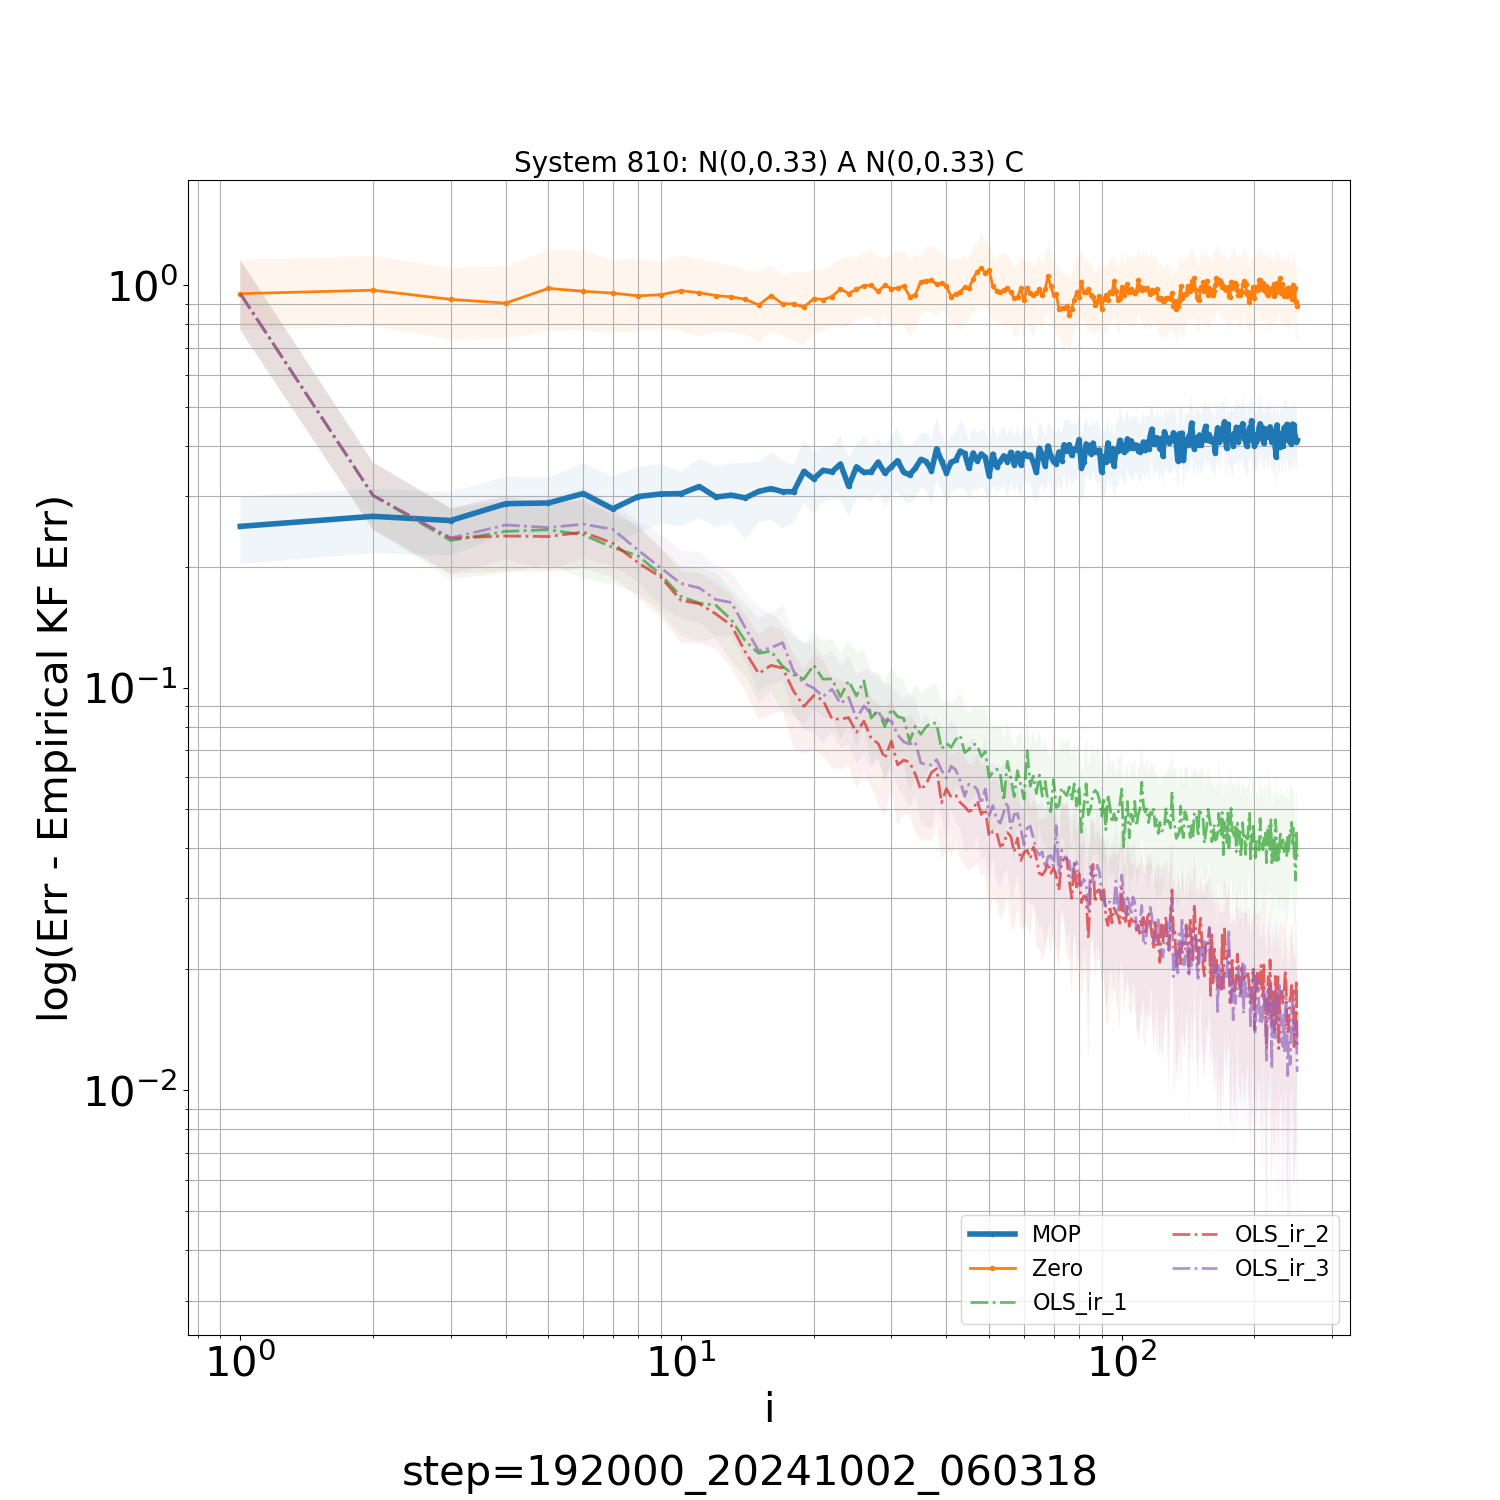 System 810: N(0,0.33) A N(0,0.33) C
log(Err - Empirical KF Err)
10⁰
10⁻¹
10⁻²
MOP
Zero
OLS_ir_1
OLS_ir_2
OLS_ir_3
10⁰ 10¹ 10²
i
step=192000_20241002_060318